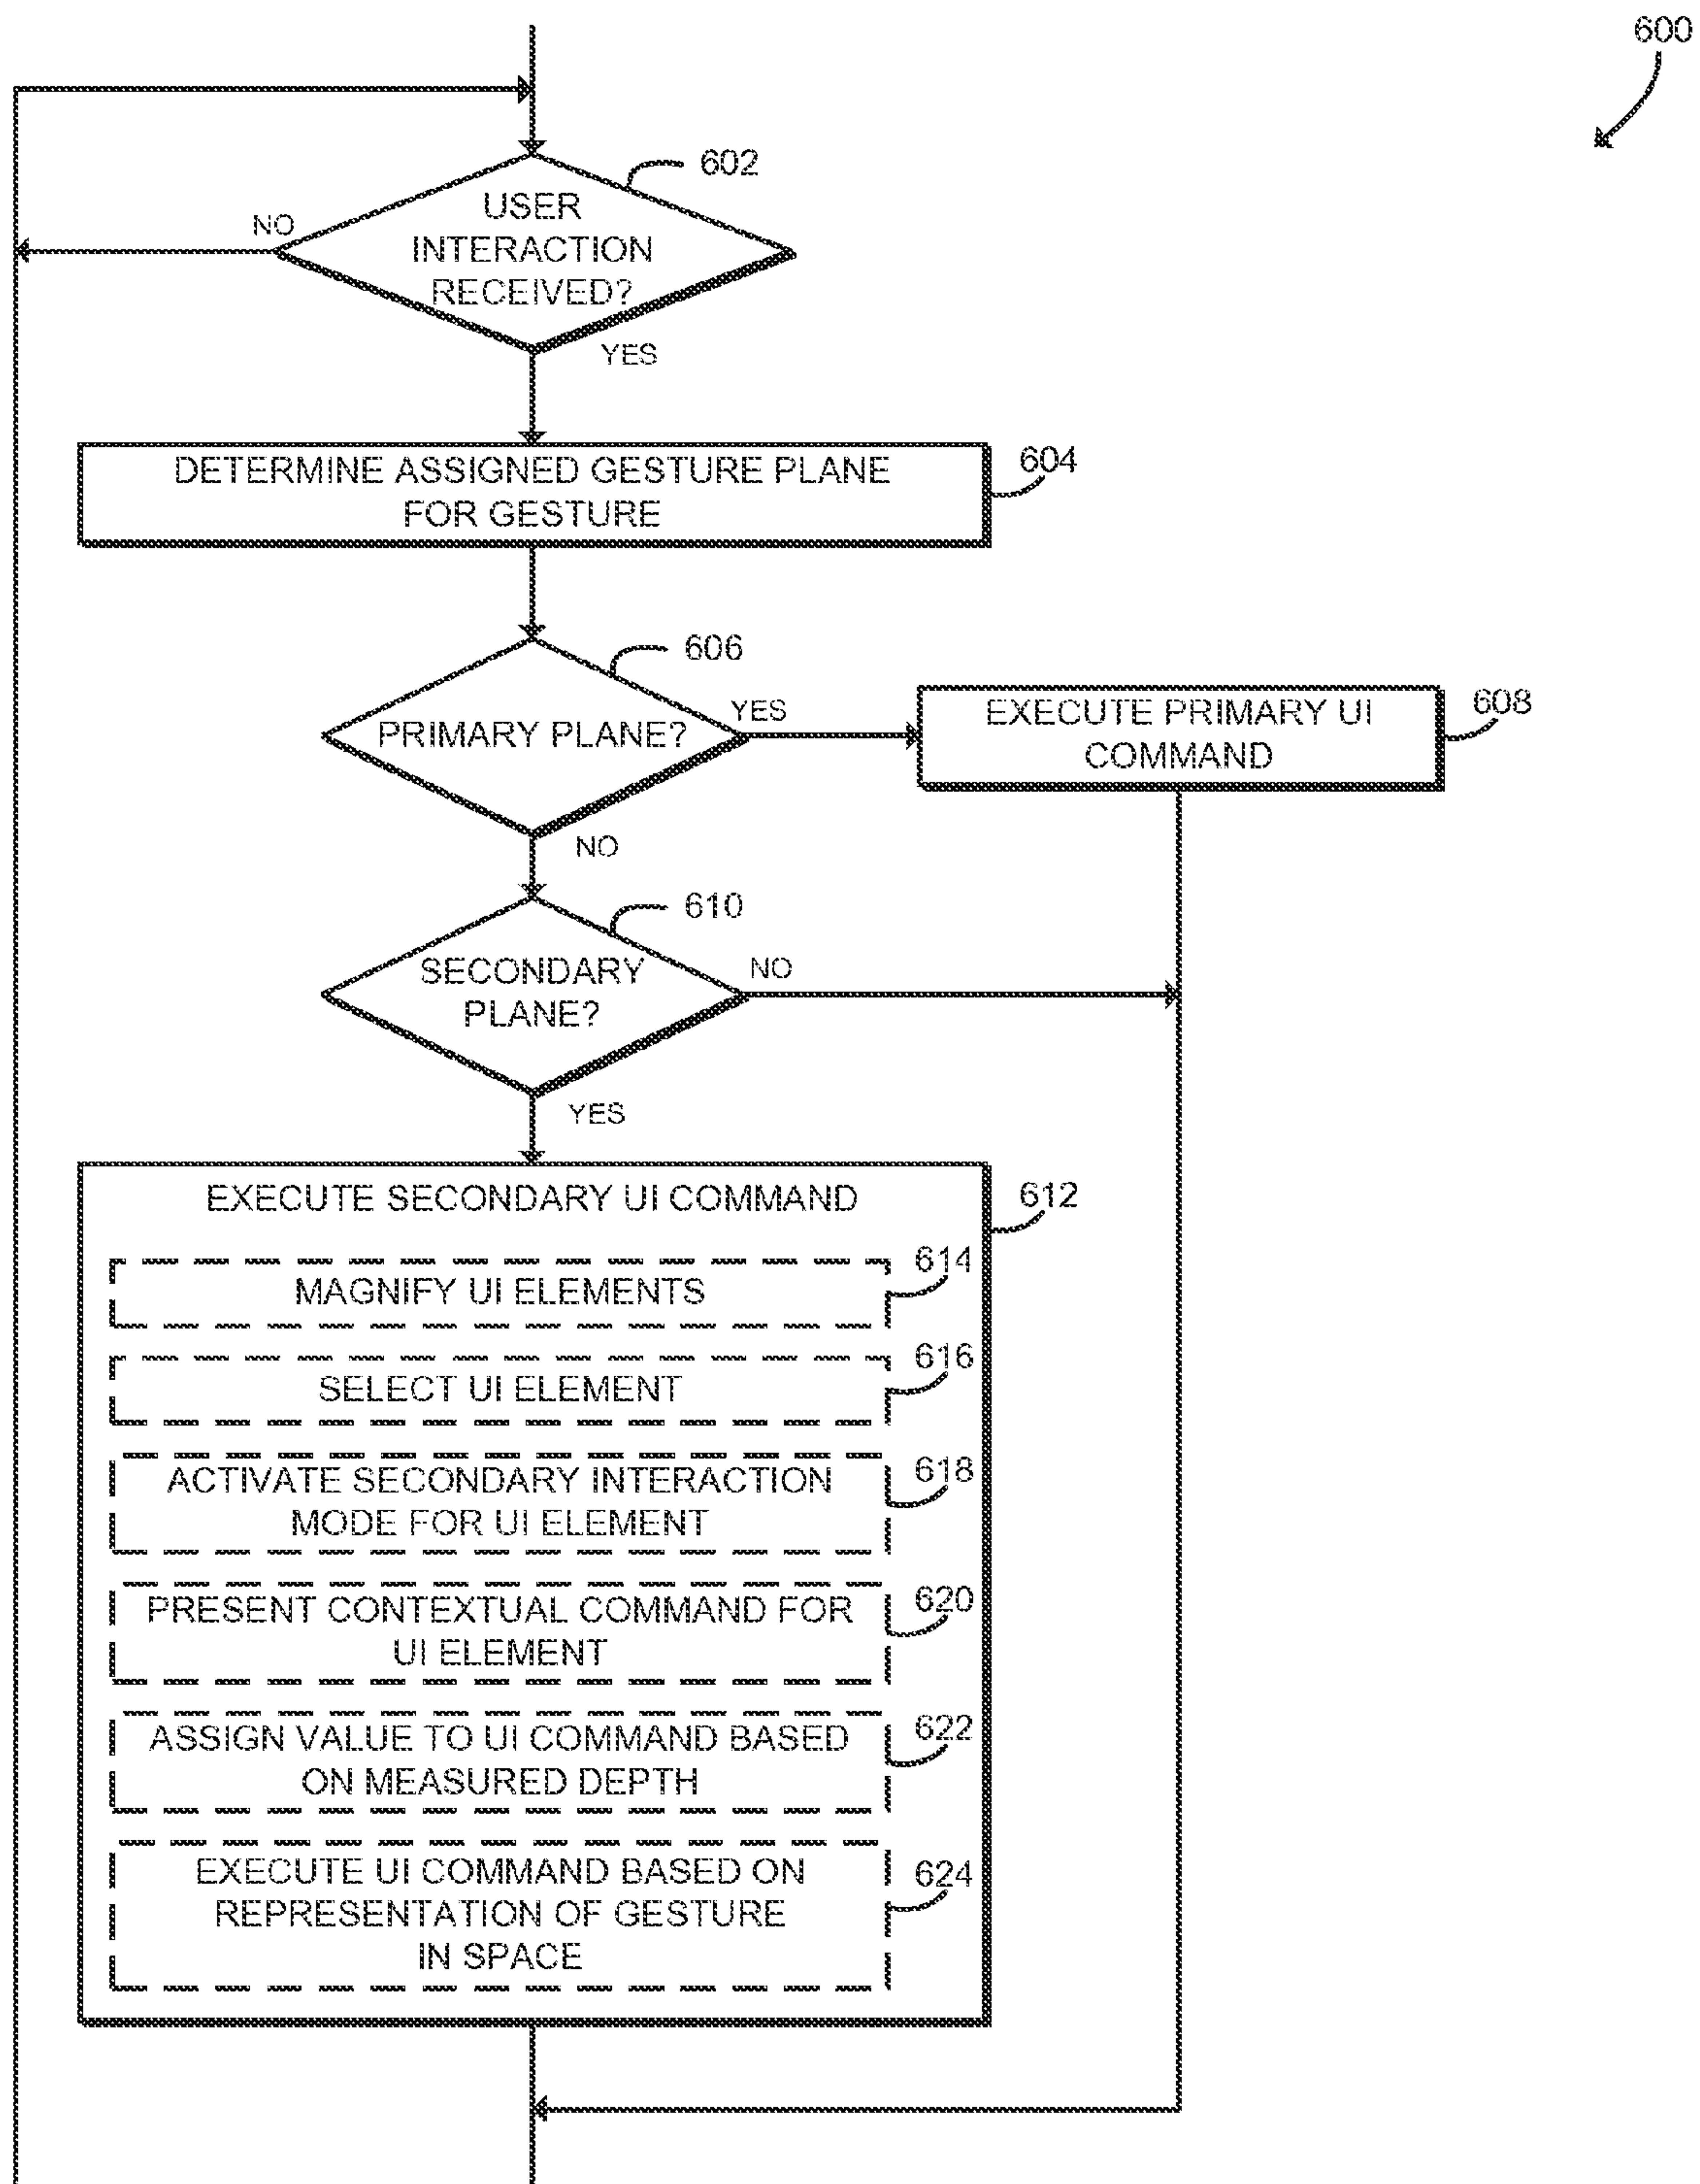 600
602
USER
INTERACTION
RECEIVED?
NO
YES
DETERMINE ASSIGNED GESTURE PLANE
FOR GESTURE
604
606
PRIMARY PLANE?
YES
NO
EXECUTE PRIMARY UI
COMMAND
608
610
SECONDARY
PLANE?
NO
YES
EXECUTE SECONDARY UI COMMAND
612
MAGNIFY UI ELEMENTS
614
SELECT UI ELEMENT
616
ACTIVATE SECONDARY INTERACTION
MODE FOR UI ELEMENT
618
PRESENT CONTEXTUAL COMMAND FOR
UI ELEMENT
620
ASSIGN VALUE TO UI COMMAND BASED
ON MEASURED DEPTH
622
EXECUTE UI COMMAND BASED ON
REPRESENTATION OF GESTURE
IN SPACE
624